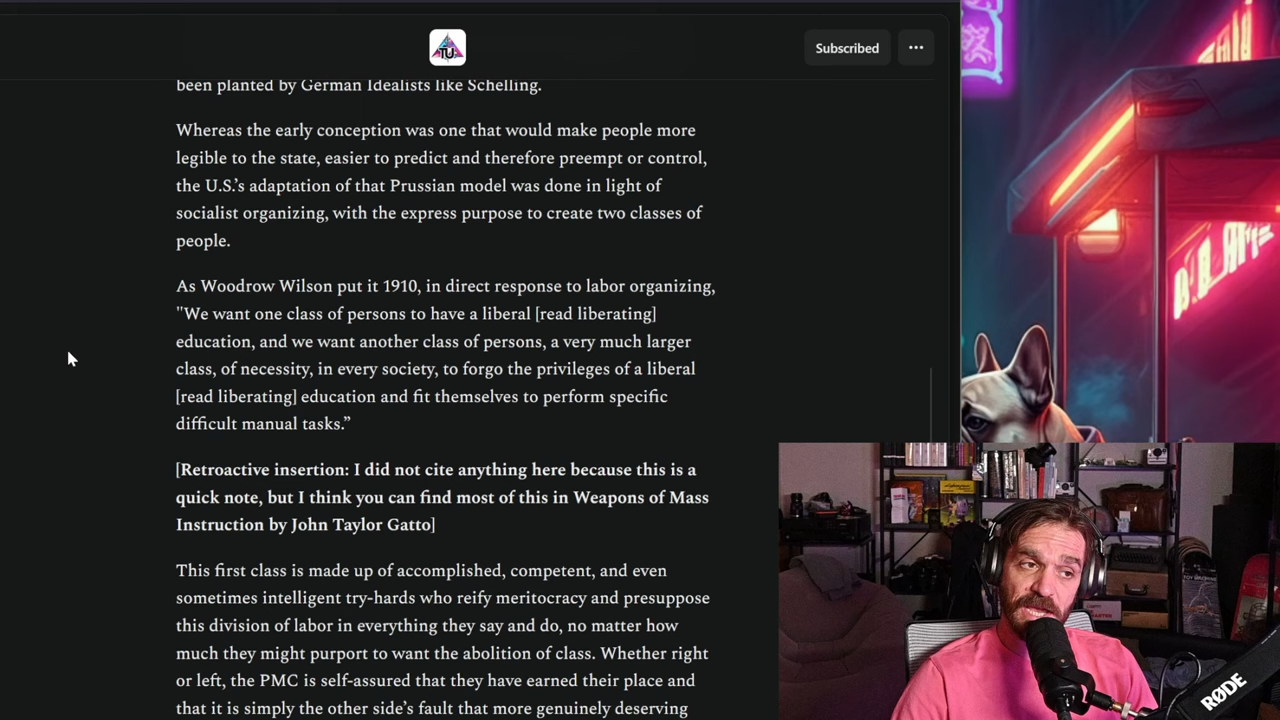 TU
Subscribed
been planted by German Idealists like Schelling.
Whereas the early conception was one that would make people more
legible to the state, easier to predict and therefore preempt or control,
the U.S.’s adaptation of that Prussian model was done in light of
socialist organizing, with the express purpose to create two classes of
people.
As Woodrow Wilson put it 1910, in direct response to labor organizing,
"We want one class of persons to have a liberal [read liberating]
education, and we want another class of persons, a very much larger
class, of necessity, in every society, to forgo the privileges of a liberal
[read liberating] education and fit themselves to perform specific
difficult manual tasks.”
[Retroactive insertion: I did not cite anything here because this is a
quick note, but I think you can find most of this in Weapons of Mass
Instruction by John Taylor Gatto]
This first class is made up of accomplished, competent, and even
sometimes intelligent try-hards who reify meritocracy and presuppose
this division of labor in everything they say and do, no matter how
much they might purport to want the abolition of class. Whether right
or left, the PMC is self-assured that they have earned their place and
that it is simply the other side’s fault that more genuinely deserving
RØDE